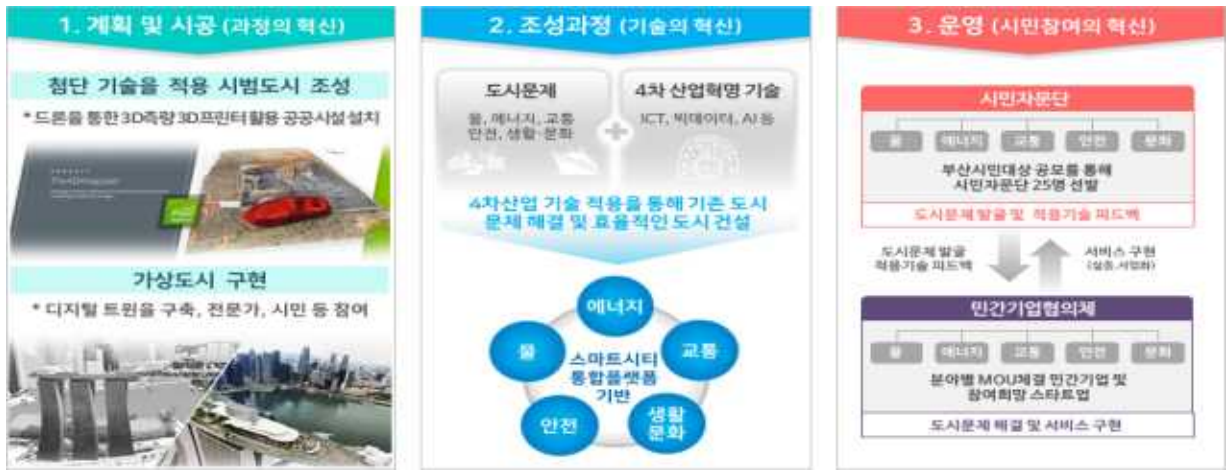 1. 계획 및 시공 (과정의 혁신)
첨단 기술을 적용 시범도시 조성
* 드론을 통한 3D측량 3D프린터 활용 공공시설 설치
가상도시 구현
* 디지털 트윈을 구축, 전문가, 시민 등 참여
2. 조성과정 (기술의 혁신)
도시문제
물, 에너지, 교통
안전, 생활·문화
4차 산업혁명 기술
ICT, 빅데이터, AI 등
4차산업 기술 적용을 통해 기존 도시
문제 해결 및 효율적인 도시 건설
에너지
물
교통
스마트시티
통합플랫폼
기반
안전
생활
문화
3. 운영 (시민참여의 혁신)
시민자문단
물 에너지 교통 안전 문화
부산시민대상 공모를 통해
시민자문단 25명 선발
도시문제 발굴 및 적용기술 피드백
도시문제 발굴
적용기술 피드백
서비스 구현
(실증, 사업화)
민간기업협의체
물 에너지 교통 안전 문화
분야별 MOU체결 민간기업 및
참여희망 스타트업
도시문제 해결 및 서비스 구현